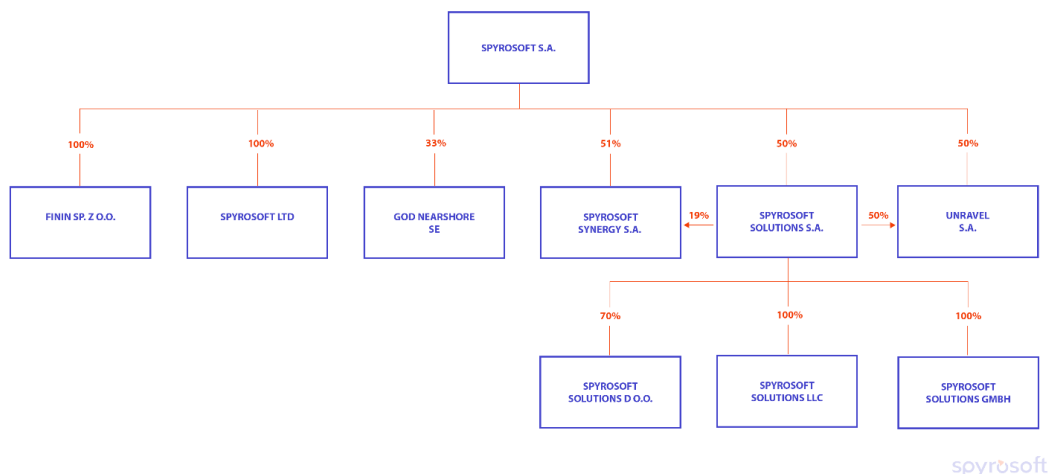 SPYROSOFT S.A.
100%
100%
33%
51%
50%
50%
FININ SP. Z O.O.
SPYROSOFT LTD
GOD NEARSHORE
SE
SPYROSOFT
SYNERGY S.A.
19%
SPYROSOFT
SOLUTIONS S.A.
50%
UNRAVEL
S.A.
70%
100%
100%
SPYROSOFT
SOLUTIONS D O.O.
SPYROSOFT
SOLUTIONS LLC
SPYROSOFT
SOLUTIONS GMBH
spyrosoft